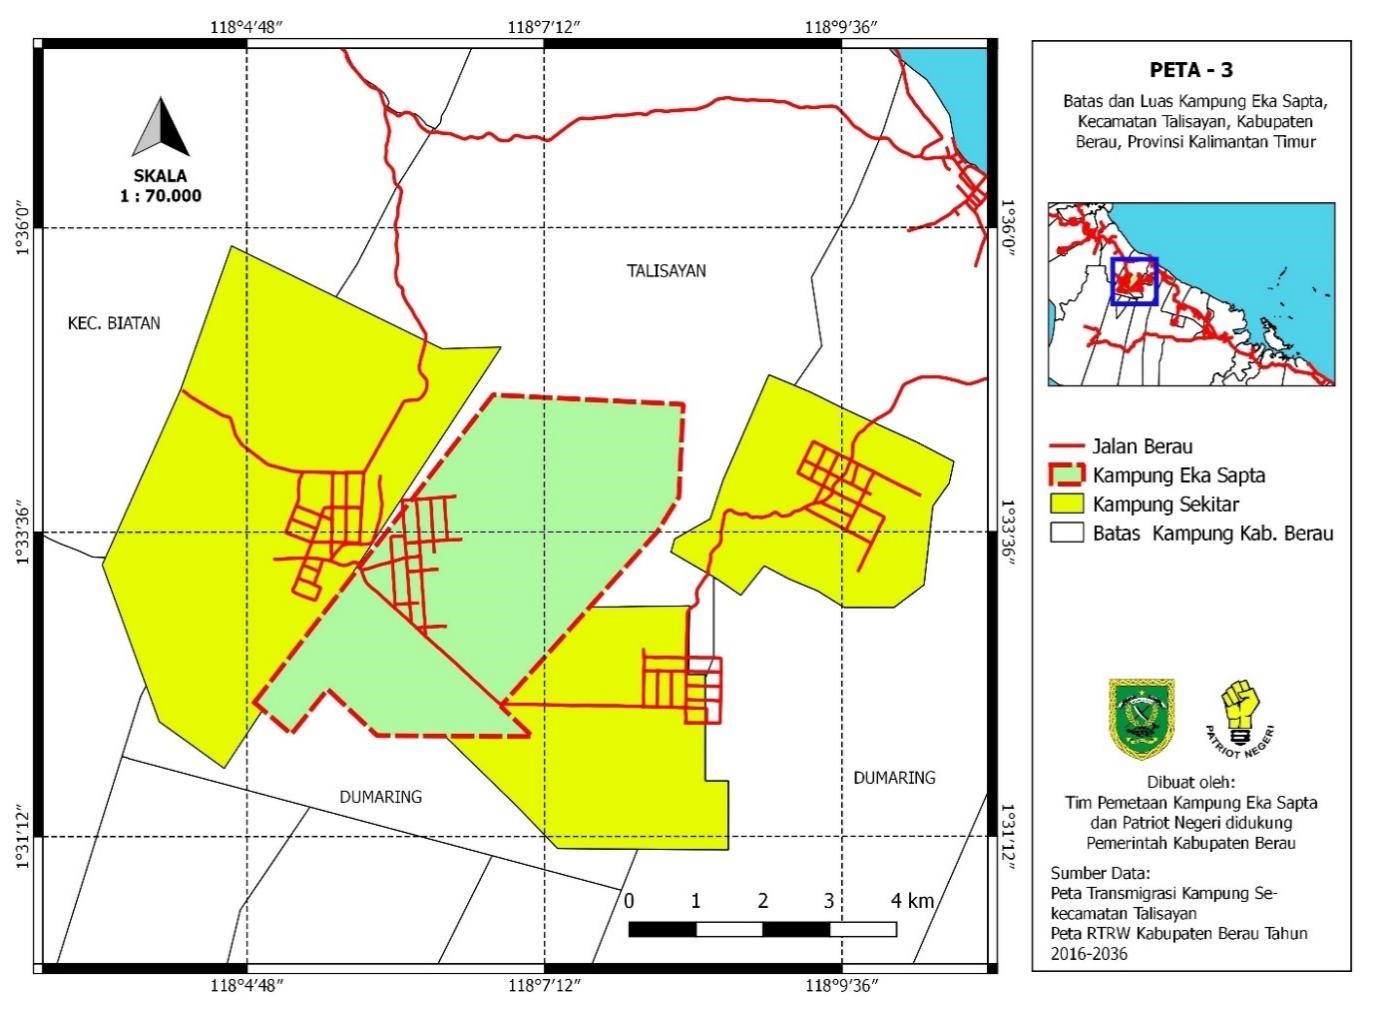 118°4'48"
118°7'12"
118°9'36"
SKALA
1 : 70.000
1°36'0"
1°36'0"
TALISAYAN
KEC. BIATAN
1°33'36"
1°33'36"
DUMARING
DUMARING
1°31'12"
1°31'12"
0 1 2 3 4 km
118°4'48"
118°7'12"
118°9'36"
PETA - 3
Batas dan Luas Kampung Eka Sapta,
Kecamatan Talisayan, Kabupaten
Berau, Provinsi Kalimantan Timur
Jalan Berau
Kampung Eka Sapta
Kampung Sekitar
Batas Kampung Kab. Berau
PATRIOT NEGERI
Dibuat oleh:
Tim Pemetaan Kampung Eka Sapta
dan Patriot Negeri didukung
Pemerintah Kabupaten Berau
Sumber Data:
Peta Transmigrasi Kampung Se-
kecamatan Talisayan
Peta RTRW Kabupaten Berau Tahun
2016-2036